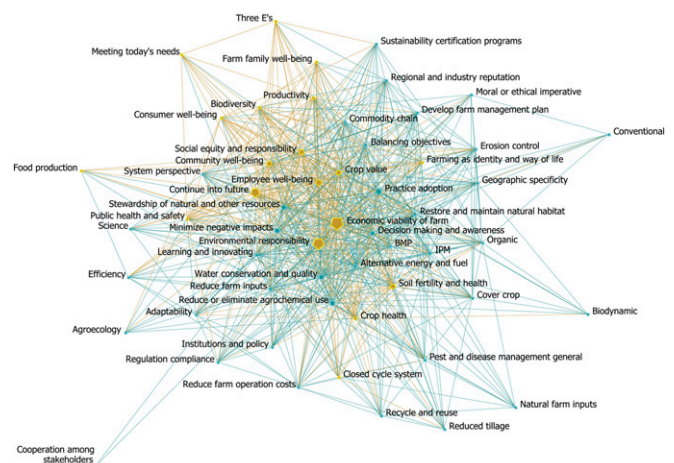 Three E's
Sustainability certification programs
Meeting today's needs
Farm family well-being
Regional and industry reputation
Moral or ethical imperative
Productivity
Biodiversity
Develop farm management plan
Consumer well-being
Commodity chain
Conventional
Balancing objectives
Erosion control
Social equity and responsibility
Community well-being
Farming as identity and way of life
Food production
System perspective
Crop value
Employee well-being
Geographic specificity
Continue into future
Practice adoption
Stewardship of natural and other resources
Restore and maintain natural habitat
Public health and safety
Economic viability of farm
Science
Minimize negative impacts
Decision making and awareness
Environmental responsibility
BMP
Organic
Learning and innovating
IPM
Alternative energy and fuel
Efficiency
Water conservation and quality
Soil fertility and health
Reduce farm inputs
Cover crop
Reduce or eliminate agrochemical use
Adaptability
Biodynamic
Crop health
Agroecology
Institutions and policy
Regulation compliance
Pest and disease management general
Closed cycle system
Reduce farm operation costs
Natural farm inputs
Recycle and reuse
Reduced tillage
Cooperation among
stakeholders